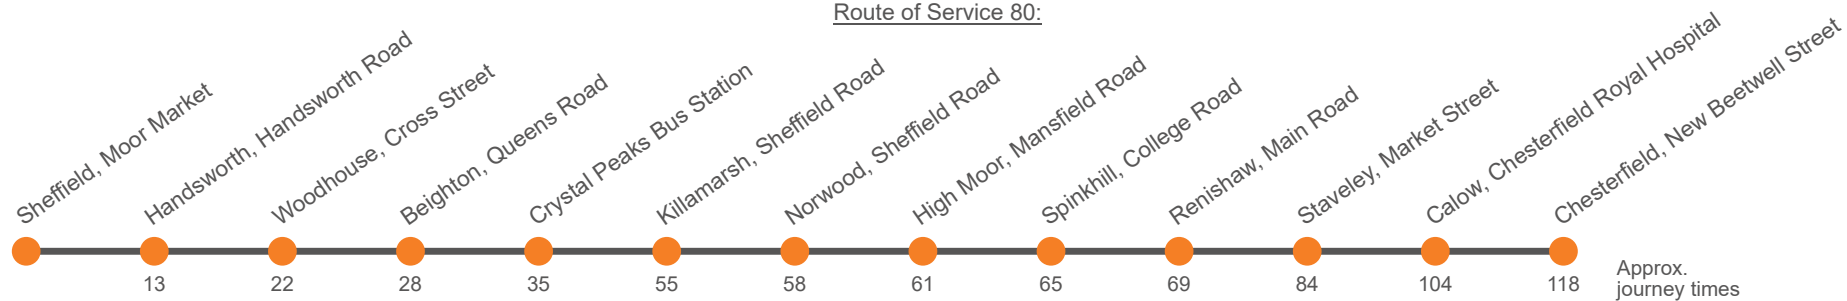 Route of Service 80:
Sheffield, Moor Market
Handsworth, Handsworth Road
Woodhouse, Cross Street
Beighton, Queens Road
Crystal Peaks Bus Station
Killamarsh, Sheffield Road
Norwood, Sheffield Road
High Moor, Mansfield Road
Spinkhill, College Road
Renishaw, Main Road
Staveley, Market Street
Calow, Chesterfield Royal Hospital
Chesterfield, New Beetwell Street
13 22 28 35 55 58 61 65 69 84 104 118
Approx.
journey times